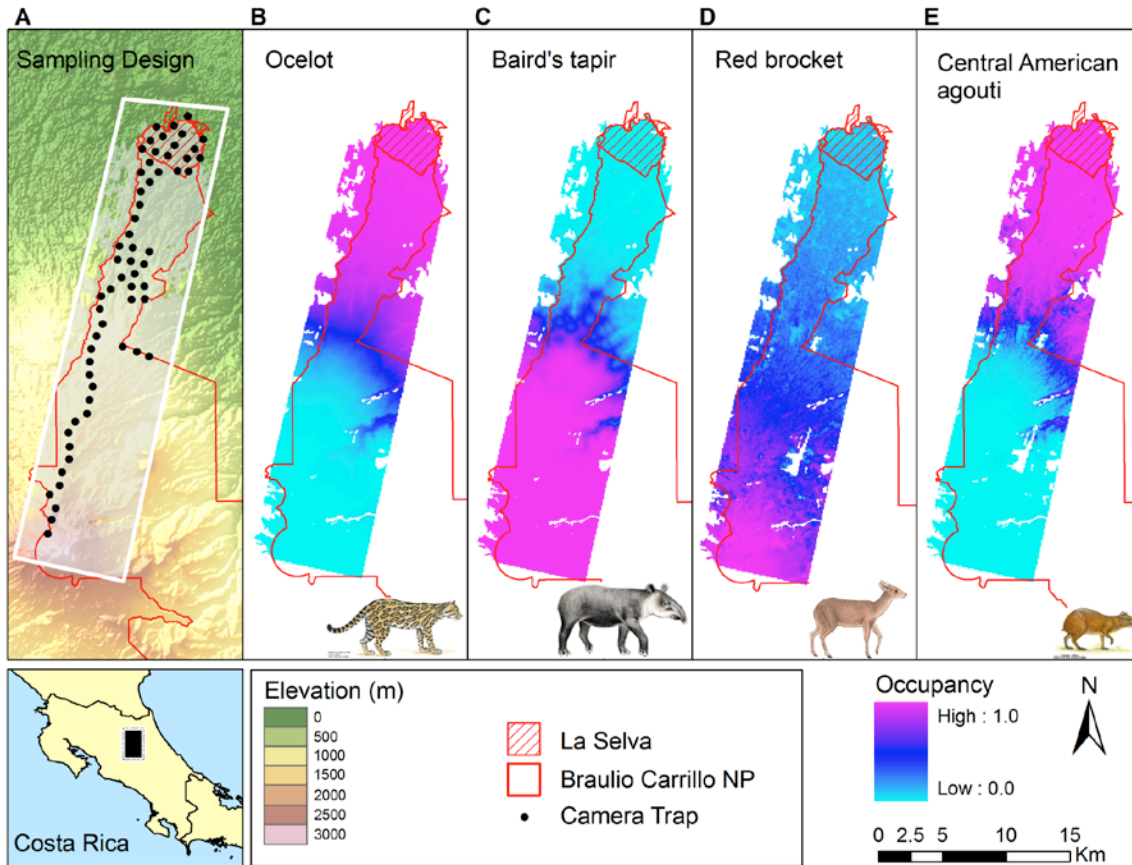 A
B
C
D
E
Sampling Design
Ocelot
Baird's tapir
Red brocket
Central American
agouti
Costa Rica
Elevation (m)
0
500
1000
1500
2000
2500
3000
La Selva
Braulio Carrillo NP
Camera Trap
Occupancy
High : 1.0
Low : 0.0
N
0 2.5 5 10 15
Km